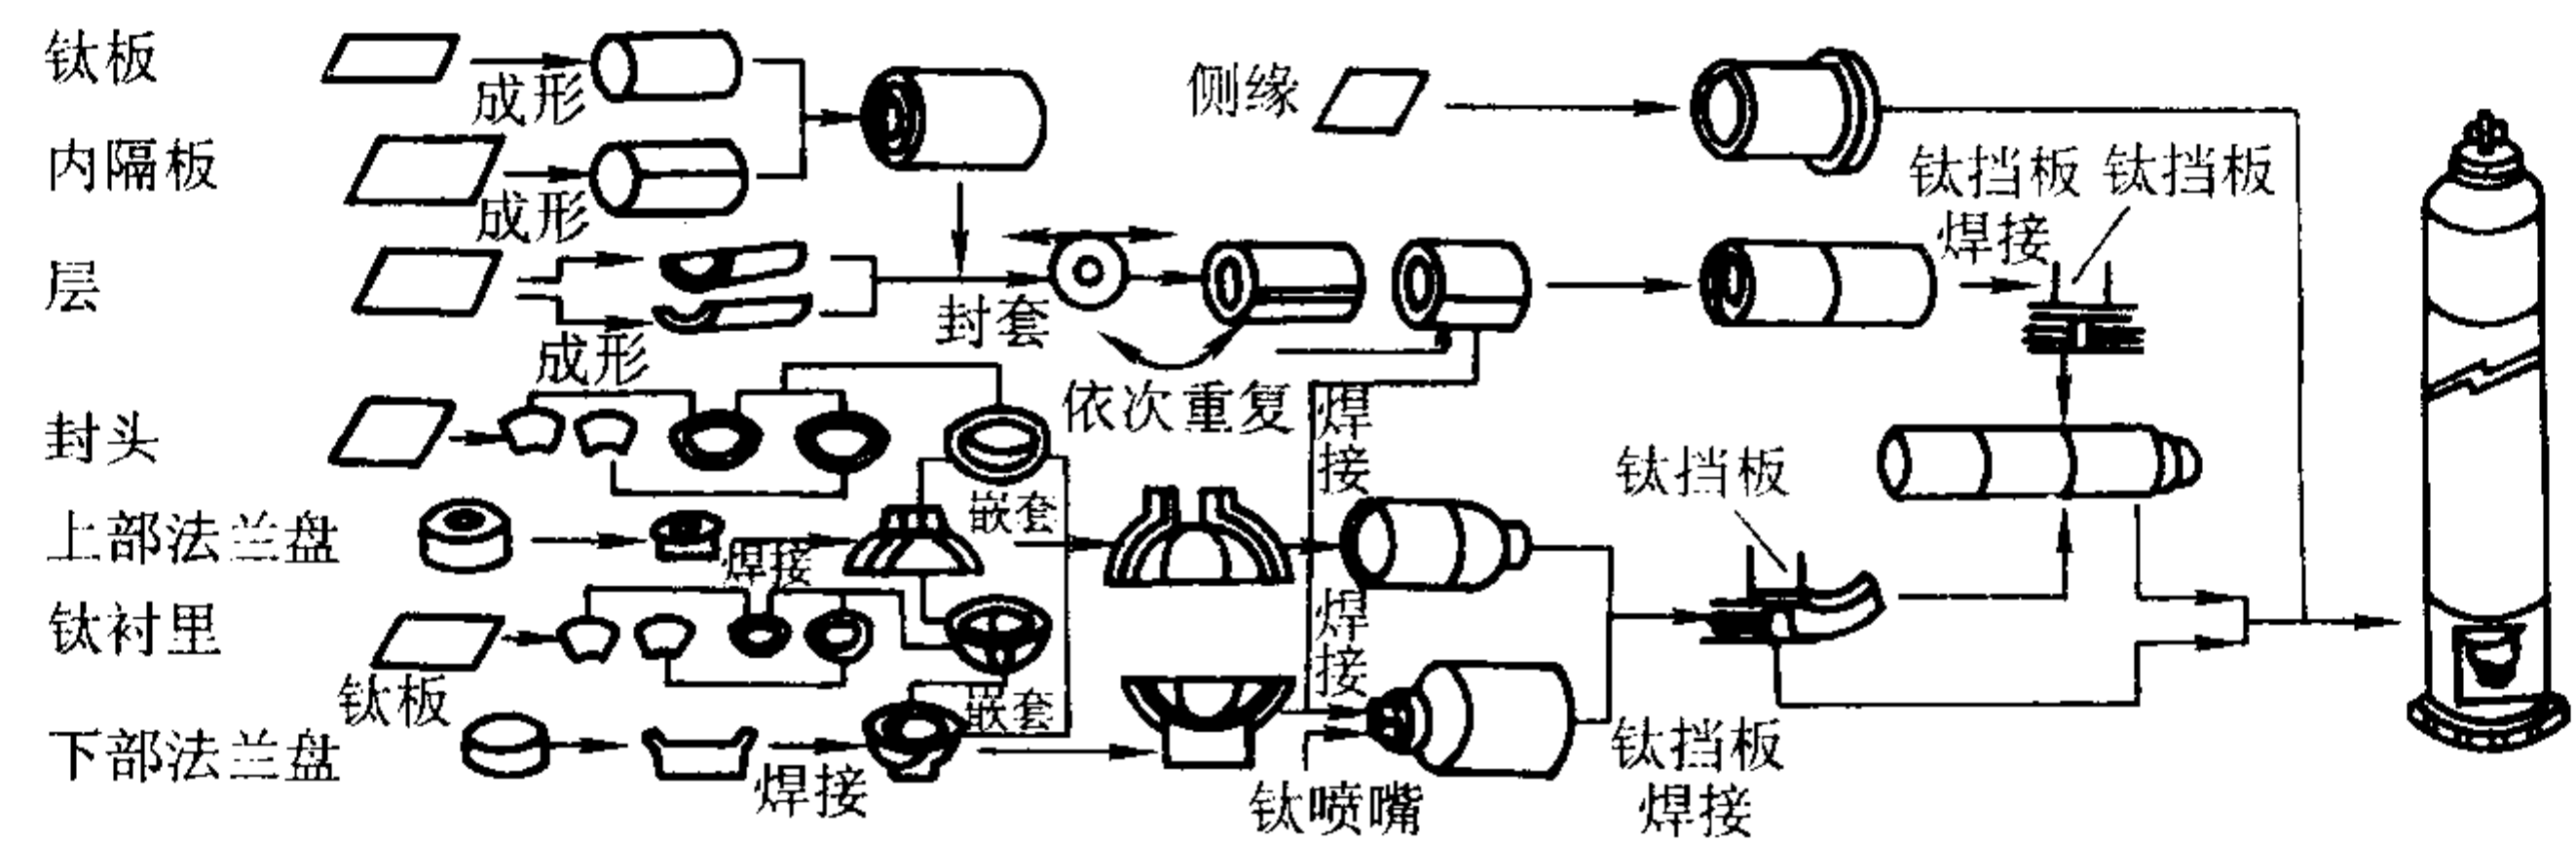 钛板
成形
侧缘
内隔板
成形
钛挡板
焊接
钛挡板
层
成形
封套
依次重复
封头
焊接
钛挡板
上部法兰盘
焊接
嵌套
钛衬里
钛板
焊接
嵌套
下部法兰盘
焊接
钛喷嘴
钛挡板
焊接